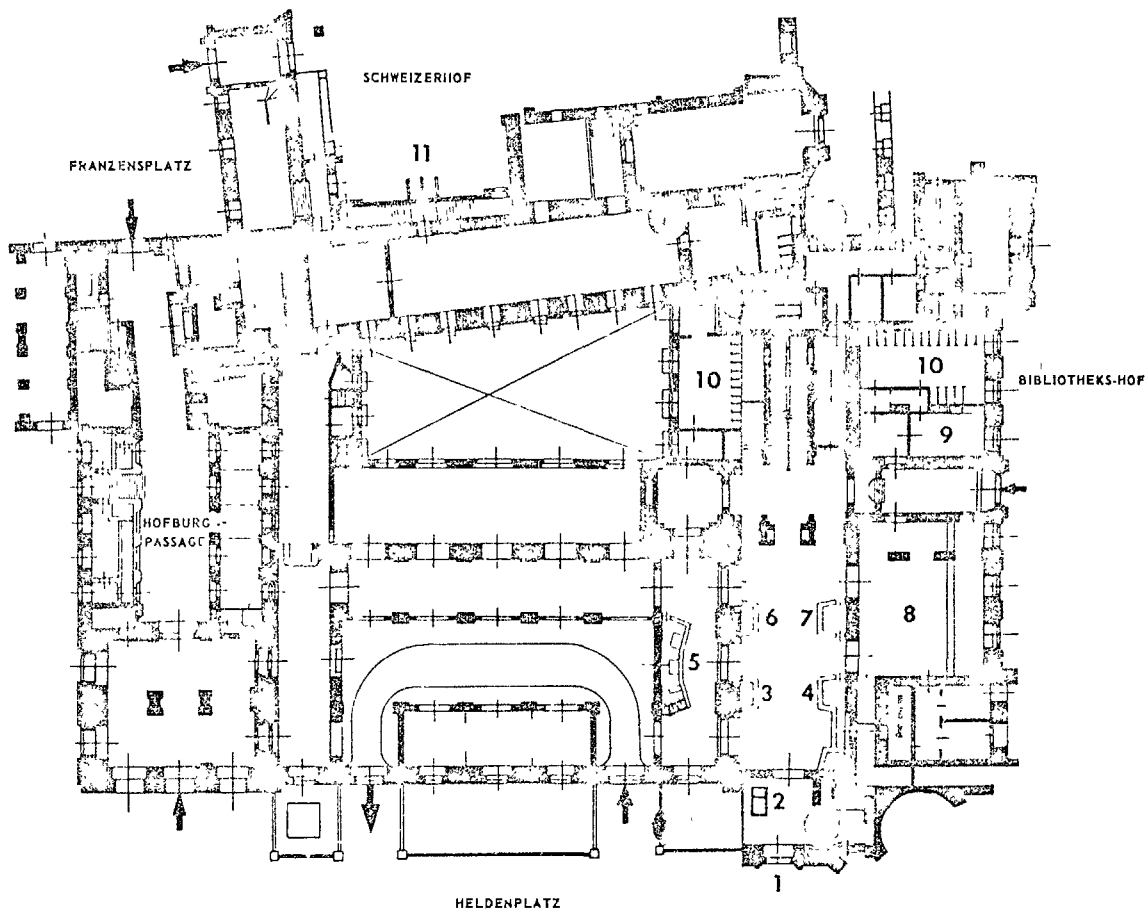 SCHWEIZERHOF
11
FRANZENSPLATZ
10
10
BIBLIOTHEKS-HOF
9
HOFBURG-
PASSAGE
6
7
8
5
3
4
2
1
HELDENPLATZ